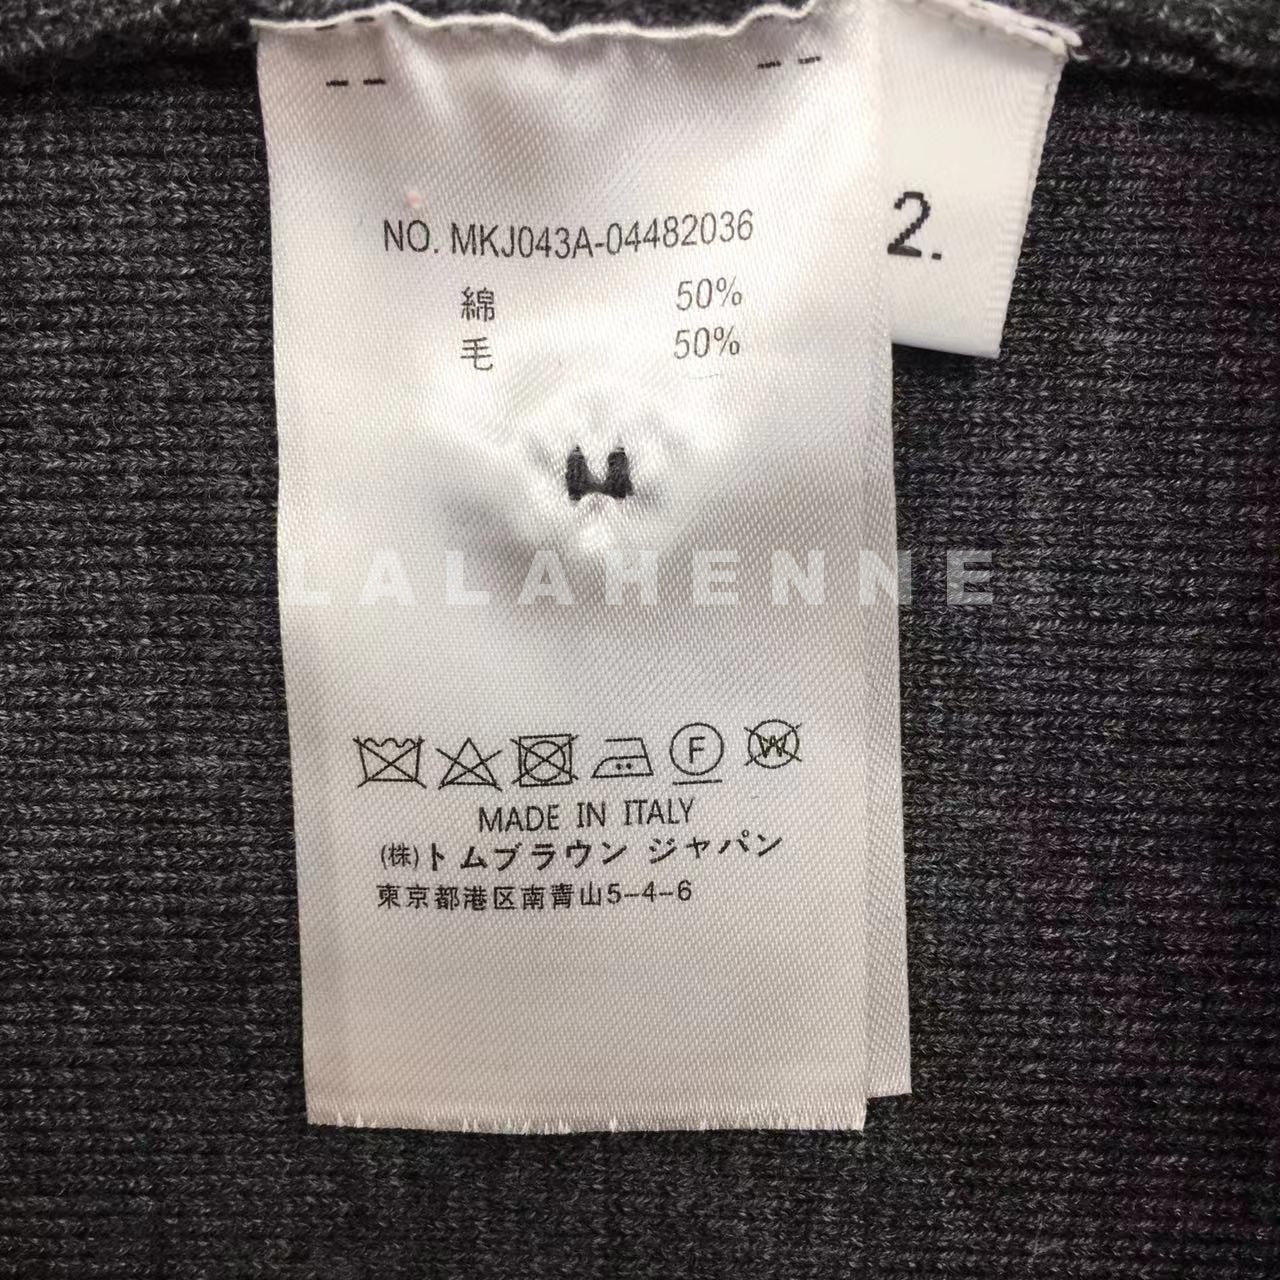 NO. MKJ043A-04482036
2.
綿 50%
毛 50%
LALAHENNE
F W
MADE IN ITALY
(株)トムブラウン ジャパン
東京都港区南青山5-4-6